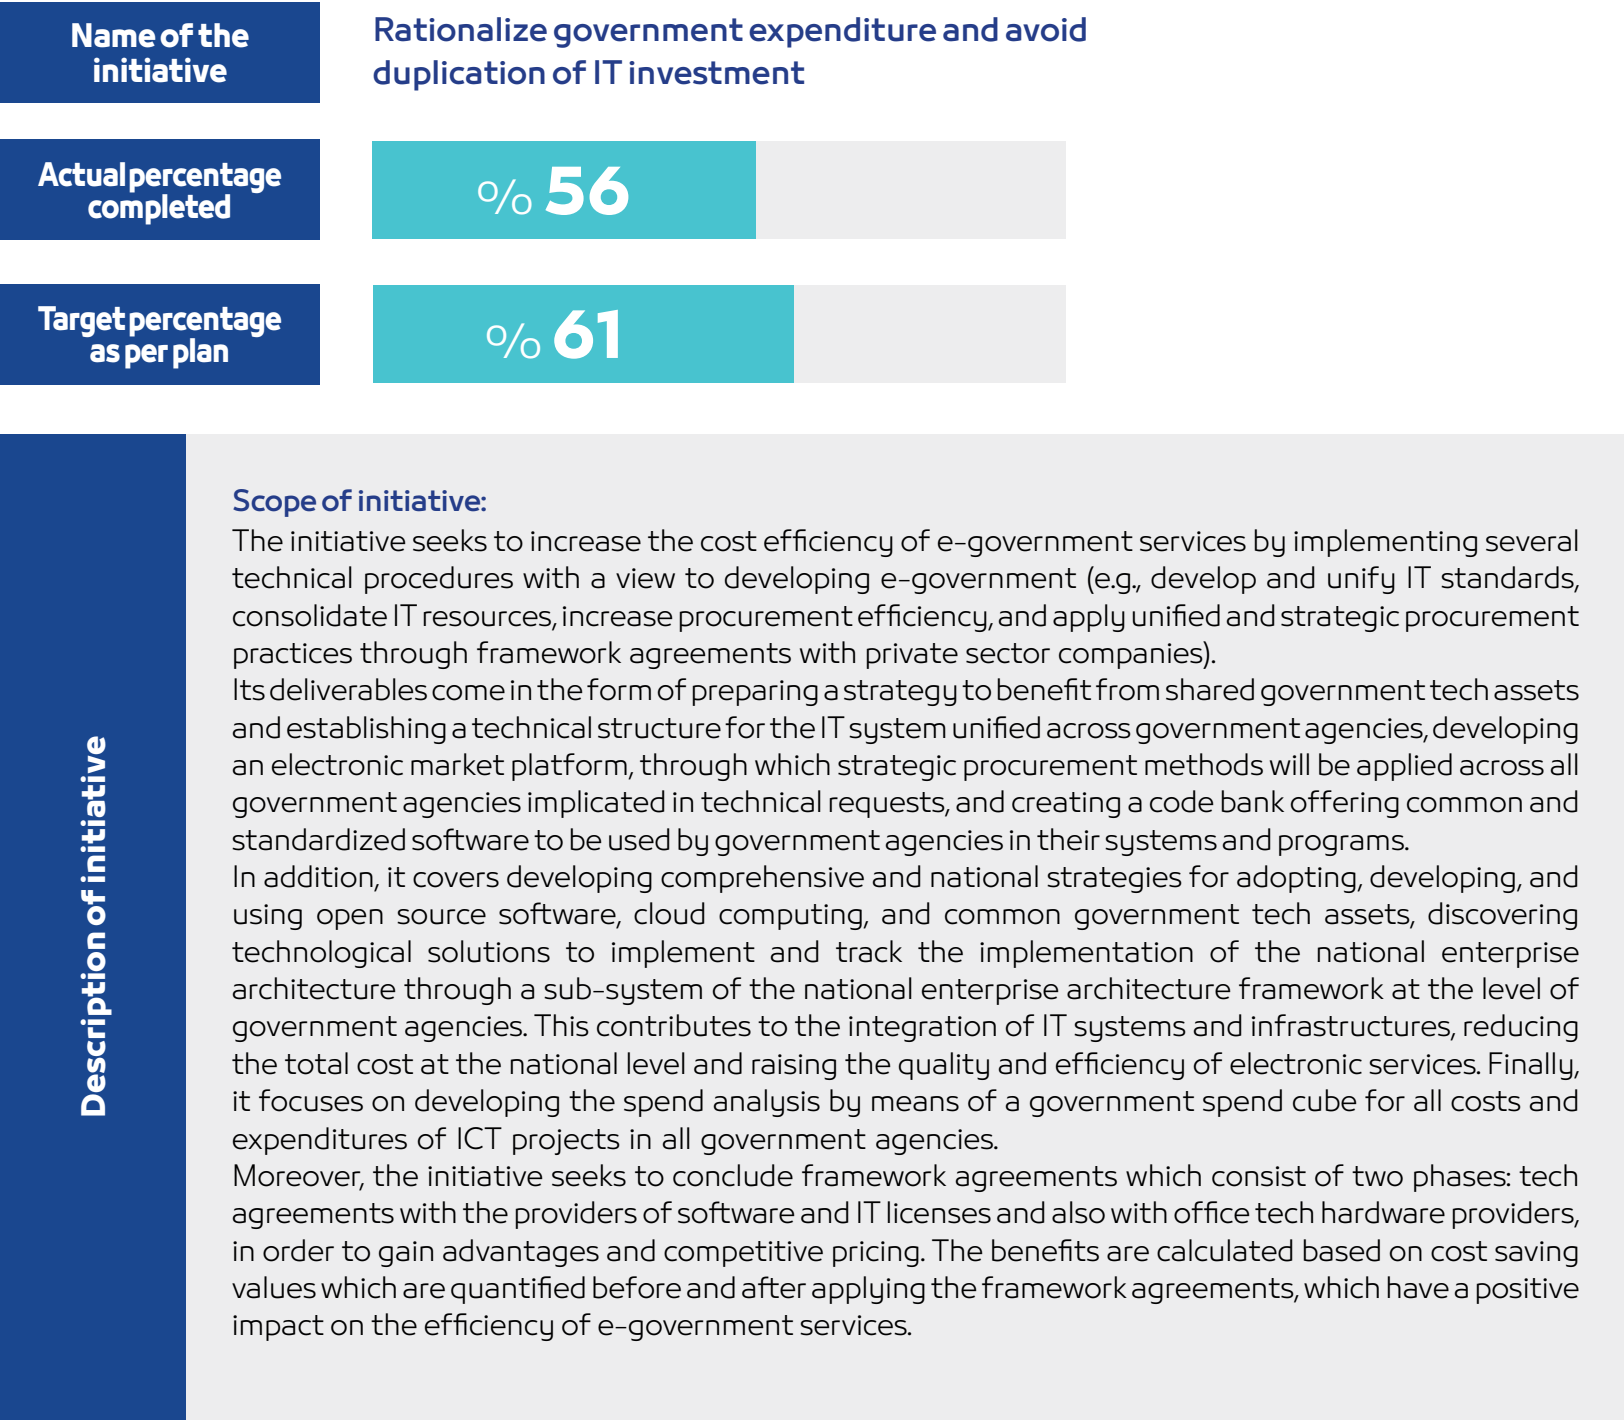 Name of the
initiative
Rationalize government expenditure and avoid
duplication of IT investment
Actual percentage
completed
% 56
Target percentage
as per plan
% 61
Description of initiative
Scope of initiative:
The initiative seeks to increase the cost efficiency of e-government services by implementing several
technical procedures with a view to developing e-government (e.g., develop and unify IT standards,
consolidate IT resources, increase procurement efficiency, and apply unified and strategic procurement
practices through framework agreements with private sector companies).
Its deliverables come in the form of preparing a strategy to benefit from shared government tech assets
and establishing a technical structure for the IT system unified across government agencies, developing
an electronic market platform, through which strategic procurement methods will be applied across all
government agencies implicated in technical requests, and creating a code bank offering common and
standardized software to be used by government agencies in their systems and programs.
In addition, it covers developing comprehensive and national strategies for adopting, developing, and
using open source software, cloud computing, and common government tech assets, discovering
technological solutions to implement and track the implementation of the national enterprise
architecture through a sub-system of the national enterprise architecture framework at the level of
government agencies. This contributes to the integration of IT systems and infrastructures, reducing
the total cost at the national level and raising the quality and efficiency of electronic services. Finally,
it focuses on developing the spend analysis by means of a government spend cube for all costs and
expenditures of ICT projects in all government agencies.
Moreover, the initiative seeks to conclude framework agreements which consist of two phases: tech
agreements with the providers of software and IT licenses and also with office tech hardware providers,
in order to gain advantages and competitive pricing. The benefits are calculated based on cost saving
values which are quantified before and after applying the framework agreements, which have a positive
impact on the efficiency of e-government services.